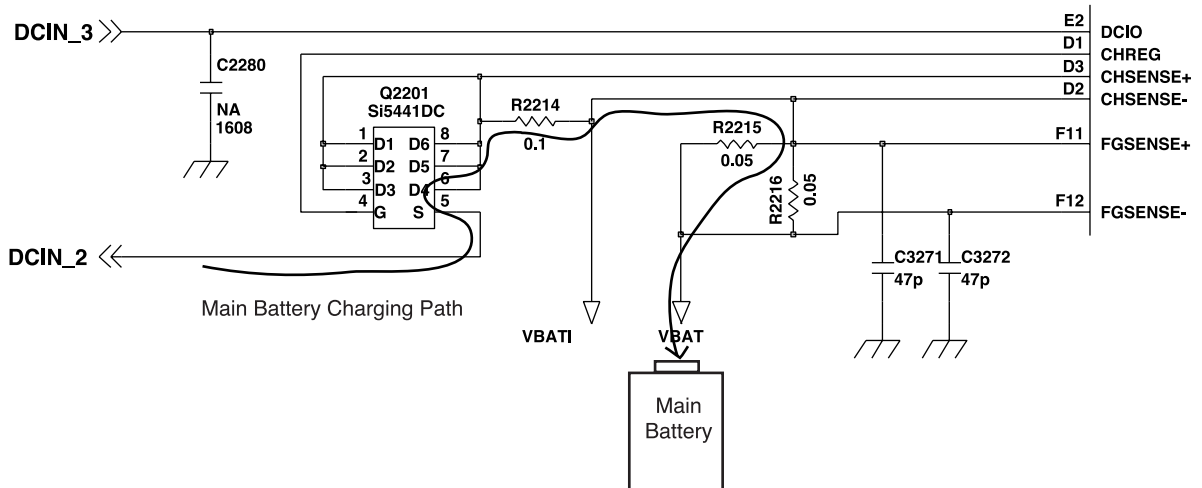 DCIN_3
E2
DCIO
D1
CHREG
D3
CHSENSE+
D2
CHSENSE-
C2280
NA
1608
Q2201
Si5441DC
1 D1 D6 8
2 D2 D5 7
3 D3 D4 6
4 G S 5
R2214
0.1
R2215
0.05
R2216
0.05
F11
FGSENSE+
F12
FGSENSE-
C3271
47p
C3272
47p
DCIN_2
Main Battery Charging Path
VBATI
VBAT
Main
Battery